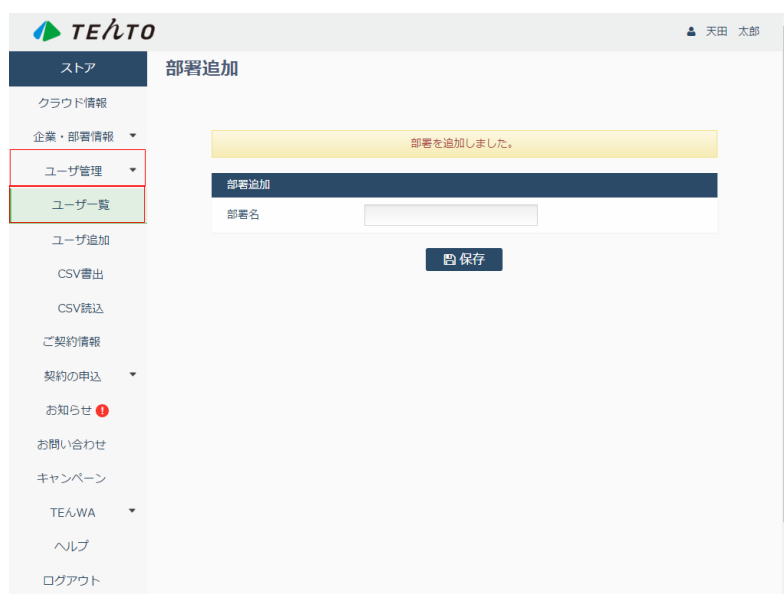 TEんTO
天田 太郎
ストア
クラウド情報
企業・部署情報
ユーザ管理
ユーザ一覧
ユーザ追加
CSV書出
CSV読込
ご契約情報
契約の申込
お知らせ
お問い合わせ
キャンペーン
TEんWA
ヘルプ
ログアウト
部署追加
部署を追加しました。
部署追加
部署名
保存